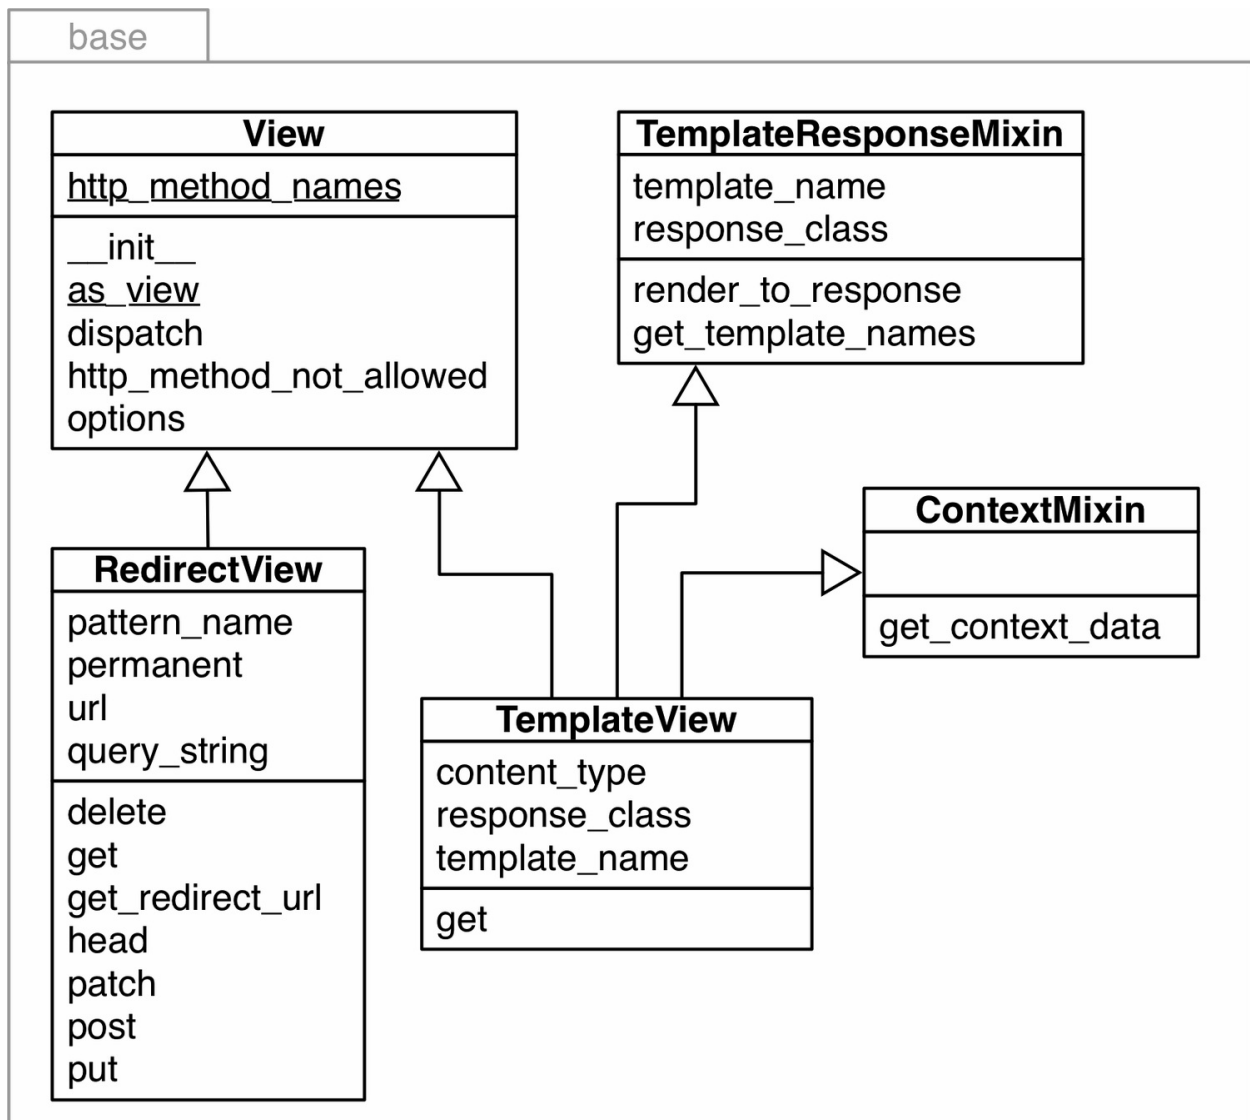 base
View
http_method_names
__init__
as_view
dispatch
http_method_not_allowed
options
TemplateResponseMixin
template_name
response_class
render_to_response
get_template_names
ContextMixin
get_context_data
RedirectView
pattern_name
permanent
url
query_string
delete
get
get_redirect_url
head
patch
post
put
TemplateView
content_type
response_class
template_name
get